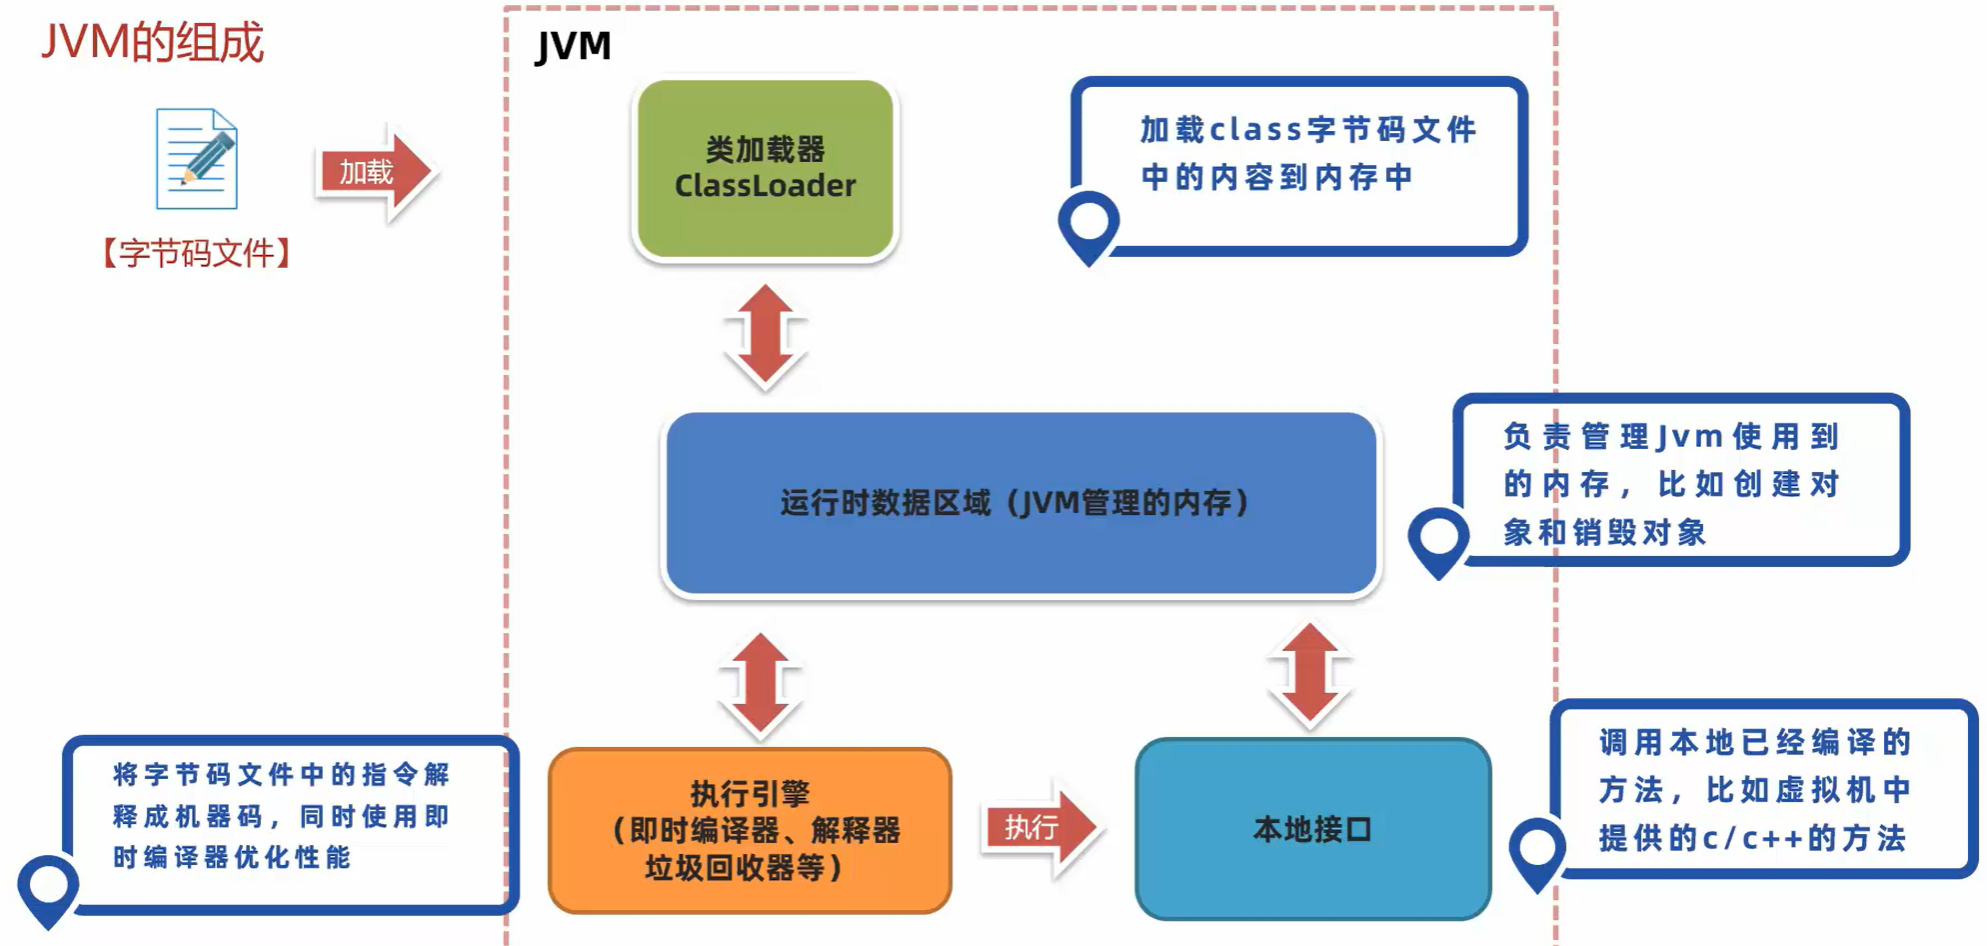 JVM的组成
JVM
类加载器
ClassLoader
加载class字节码文件
中的内容到内存中
加载
【字节码文件】
运行时数据区域（JVM管理的内存）
负责管理Jvm使用到
的内存，比如创建对
象和销毁对象
将字节码文件中的指令解
释成机器码，同时使用即
时编译器优化性能
执行引擎
（即时编译器、解释器
垃圾回收器等）
执行
本地接口
调用本地已经编译的
方法，比如虚拟机中
提供的c/c++的方法